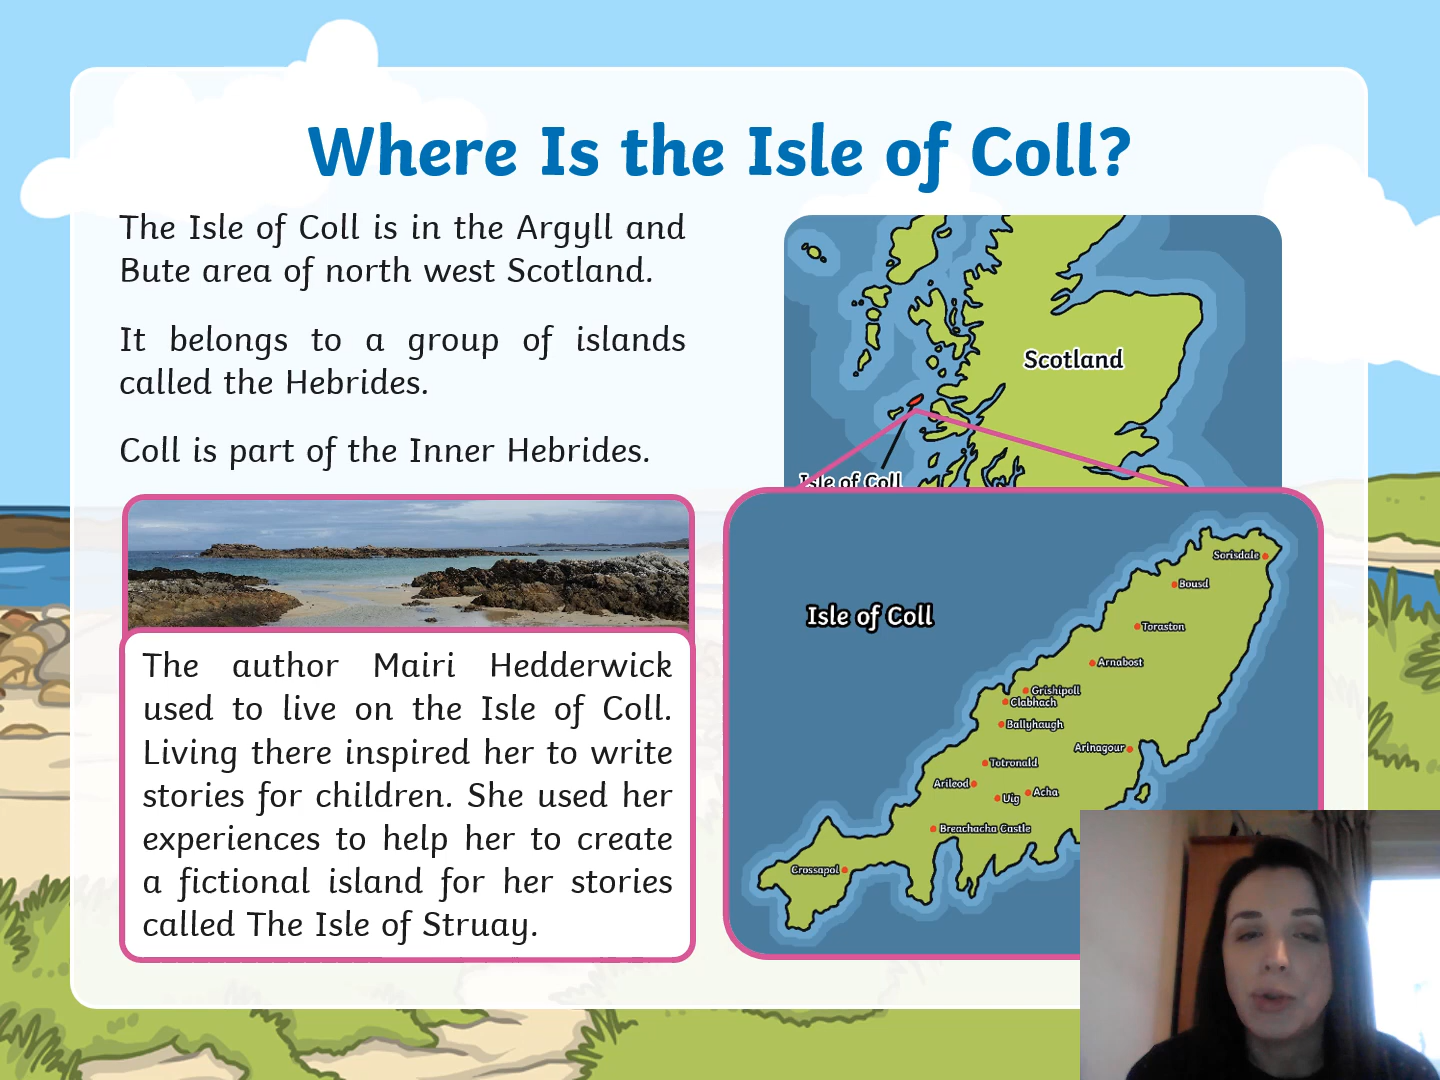 Where Is the Isle of Coll?
The Isle of Coll is in the Argyll and
Bute area of north west Scotland.
It belongs to a group of islands
called the Hebrides.
Coll is part of the Inner Hebrides.
The author Mairi Hedderwick
used to live on the Isle of Coll.
Living there inspired her to write
stories for children. She used her
experiences to help her to create
a fictional island for her stories
called The Isle of Struay.
Scotland
Isle of Coll
Isle of Coll
Sorisdale
Bousd
Toraston
Arnabost
Grishipoll
Clabhach
Ballyhaugh
Arinagour
Totronald
Arileod
Acha
Uig
Breachacha Castle
Crossapol